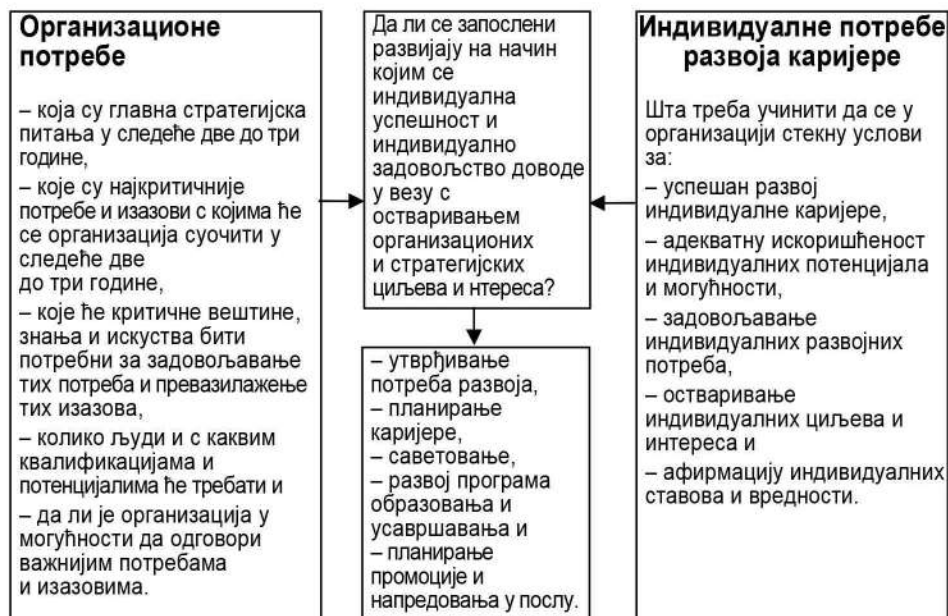 Организационе
потребе
– која су главна стратегијска
питања у следеће две до три
године,
– које су најкритичније
потребе и изазови с којима ће
се организација суочити у
следеће две
до три године,
– које ће критичне вештине,
знања и искуства бити
потребни за задовољавање
тих потреба и превазилажење
тих изазова,
– колико људи и с каквим
квалификацијама и
потенцијалима ће требати и
– да ли је организација у
могућности да одговори
важнијим потребама
и изазовима.
Да ли се запослени
развијају на начин
којим се
индивидуална
успешност и
индивидуално
задовољство доводе
у везу с
остваривањем
организационих
и стратегијских
циљева и нтереса?
– утврђивање
потреба развоја,
– планирање
каријере,
– саветовање,
– развој програма
образовања и
усавршавања и
– планирање
промоције и
напредовања у послу.
Индивидуалне потребе
развоја каријере
Шта треба учинити да се у
организацији стекну услови
за:
– успешан развој
индивидуалне каријере,
– адекватну искоришћеност
индивидуалних потенцијала
и могућности,
– задовољавање
индивидуалних развојних
потреба,
– остваривање
индивидуалних циљева и
интереса и
– афирмацију индивидуалних
ставова и вредности.